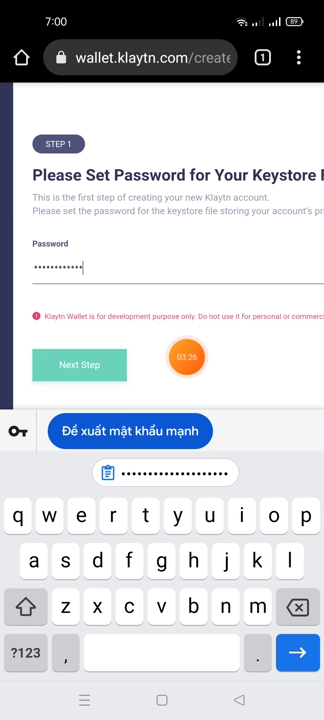 7:00
89
wallet.klaytn.com/create
1
STEP 1
Please Set Password for Your Keystore F
This is the first step of creating your new Klaytn account.
Please set the password for the keystore file storing your account's pri
Password
••••••••••••
Klaytn Wallet is for development purpose only. Do not use it for personal or commerci
03:26
Next Step
Đề xuất mật khẩu mạnh
••••••••••••••••••••
q w e r t y u i o p
a s d f g h j k l
z x c v b n m
?123 , .